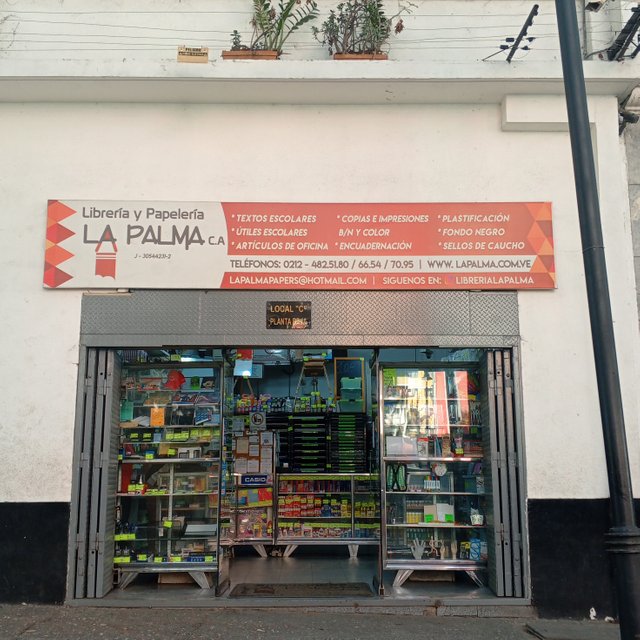 Librería y Papelería
LA PALMA C.A
J - 30544231-2
* TEXTOS ESCOLARES
* ÚTILES ESCOLARES
* ARTÍCULOS DE OFICINA
* COPIAS E IMPRESIONES
B/N Y COLOR
* ENCUADERNACIÓN
* PLASTIFICACIÓN
* FONDO NEGRO
* SELLOS DE CAUCHO
TELÉFONOS: 0212 - 482.51.80 / 66.54 / 70.95 | WWW. LAPALMA.COM.VE
LAPALMAPAPERS@HOTMAIL.COM | SIGUENOS EN: LIBRERIALAPALMA
LOCAL "C"
PLANTA BAJA
CASIO